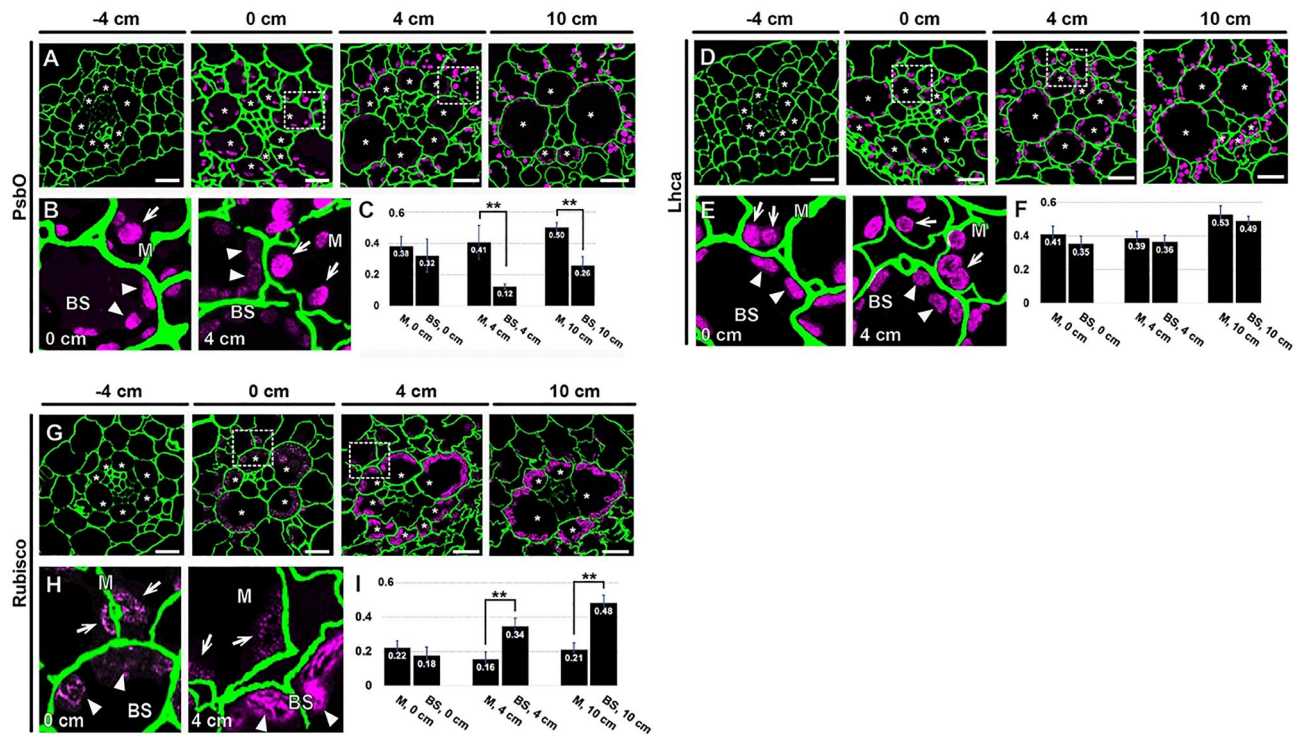 -4 cm 0 cm 4 cm 10 cm
PsbO
A
* * * * * * *
* * * * * * * * *
* * * * * * * *
* * * * *
B
M
BS
0 cm
M
BS
4 cm
C
0.6
0.4
0.2
0
0.38
0.32
0.41
0.12
0.50
0.26
**
**
M, 0 cm
BS, 0 cm
M, 4 cm
BS, 4 cm
M, 10 cm
BS, 10 cm
-4 cm 0 cm 4 cm 10 cm
Lhca
D
E
M
BS
0 cm
M
BS
4 cm
F
0.6
0.4
0.2
0
0.41
0.35
0.39
0.36
0.53
0.49
M, 0 cm
BS, 0 cm
M, 4 cm
BS, 4 cm
M, 10 cm
BS, 10 cm
-4 cm 0 cm 4 cm 10 cm
Rubisco
G
H
M
BS
0 cm
M
BS
4 cm
I
0.6
0.4
0.2
0
0.22
0.18
0.16
0.34
0.21
0.48
**
**
M, 0 cm
BS, 0 cm
M, 4 cm
BS, 4 cm
M, 10 cm
BS, 10 cm